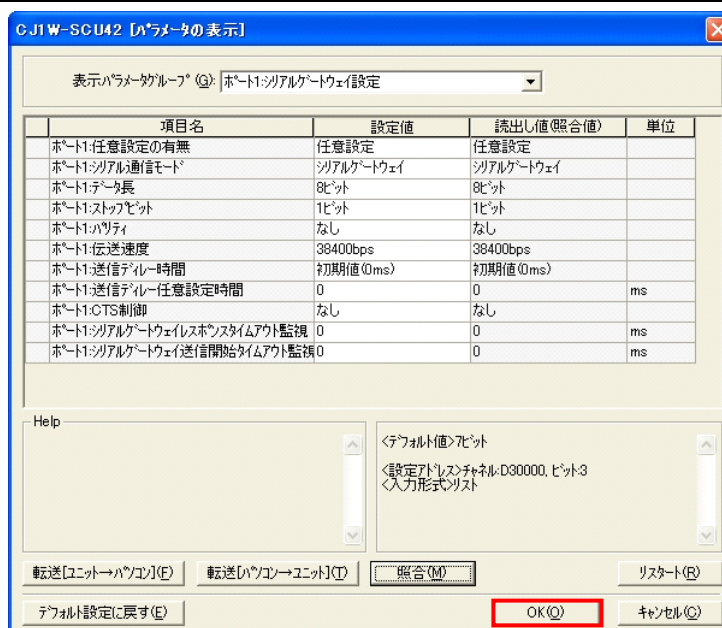 CJ1W-SCU42 [ﾊﾟﾗﾒｰﾀの表示]
表示ﾊﾟﾗﾒｰﾀｸﾞﾙｰﾌﾟ(G): ﾎﾟｰﾄ1:ｼﾘｱﾙｹﾞｰﾄｳｪｲ設定
項目名 設定値 読出し値(照合値) 単位
ﾎﾟｰﾄ1:任意設定の有無 任意設定 任意設定
ﾎﾟｰﾄ1:ｼﾘｱﾙ通信ﾓｰﾄﾞ ｼﾘｱﾙｹﾞｰﾄｳｪｲ ｼﾘｱﾙｹﾞｰﾄｳｪｲ
ﾎﾟｰﾄ1:ﾃﾞｰﾀ長 8ﾋﾞｯﾄ 8ﾋﾞｯﾄ
ﾎﾟｰﾄ1:ｽﾄｯﾌﾟﾋﾞｯﾄ 1ﾋﾞｯﾄ 1ﾋﾞｯﾄ
ﾎﾟｰﾄ1:ﾊﾟﾘﾃｨ なし なし
ﾎﾟｰﾄ1:伝送速度 38400bps 38400bps
ﾎﾟｰﾄ1:送信ﾃﾞｨﾚｰ時間 初期値(0ms) 初期値(0ms)
ﾎﾟｰﾄ1:送信ﾃﾞｨﾚｰ任意設定時間 0 0 ms
ﾎﾟｰﾄ1:CTS制御 なし なし
ﾎﾟｰﾄ1:ｼﾘｱﾙｹﾞｰﾄｳｪｲﾚｽﾎﾟﾝｽﾀｲﾑｱｳﾄ監視 0 0 ms
ﾎﾟｰﾄ1:ｼﾘｱﾙｹﾞｰﾄｳｪｲ送信開始ﾀｲﾑｱｳﾄ監視 0 0 ms
Help
<ﾃﾞﾌｫﾙﾄ値>7ﾋﾞｯﾄ
<設定ｱﾄﾞﾚｽ>ﾁｬﾈﾙ:D30000, ﾋﾞｯﾄ:3
<入力形式>ﾘｽﾄ
転送[ﾕﾆｯﾄ→ﾊﾟｿｺﾝ](F) 転送[ﾊﾟｿｺﾝ→ﾕﾆｯﾄ](T) 照合(M) ﾘｽﾀｰﾄ(R)
ﾃﾞﾌｫﾙﾄ設定に戻す(E) OK(O) ｷｬﾝｾﾙ(C)